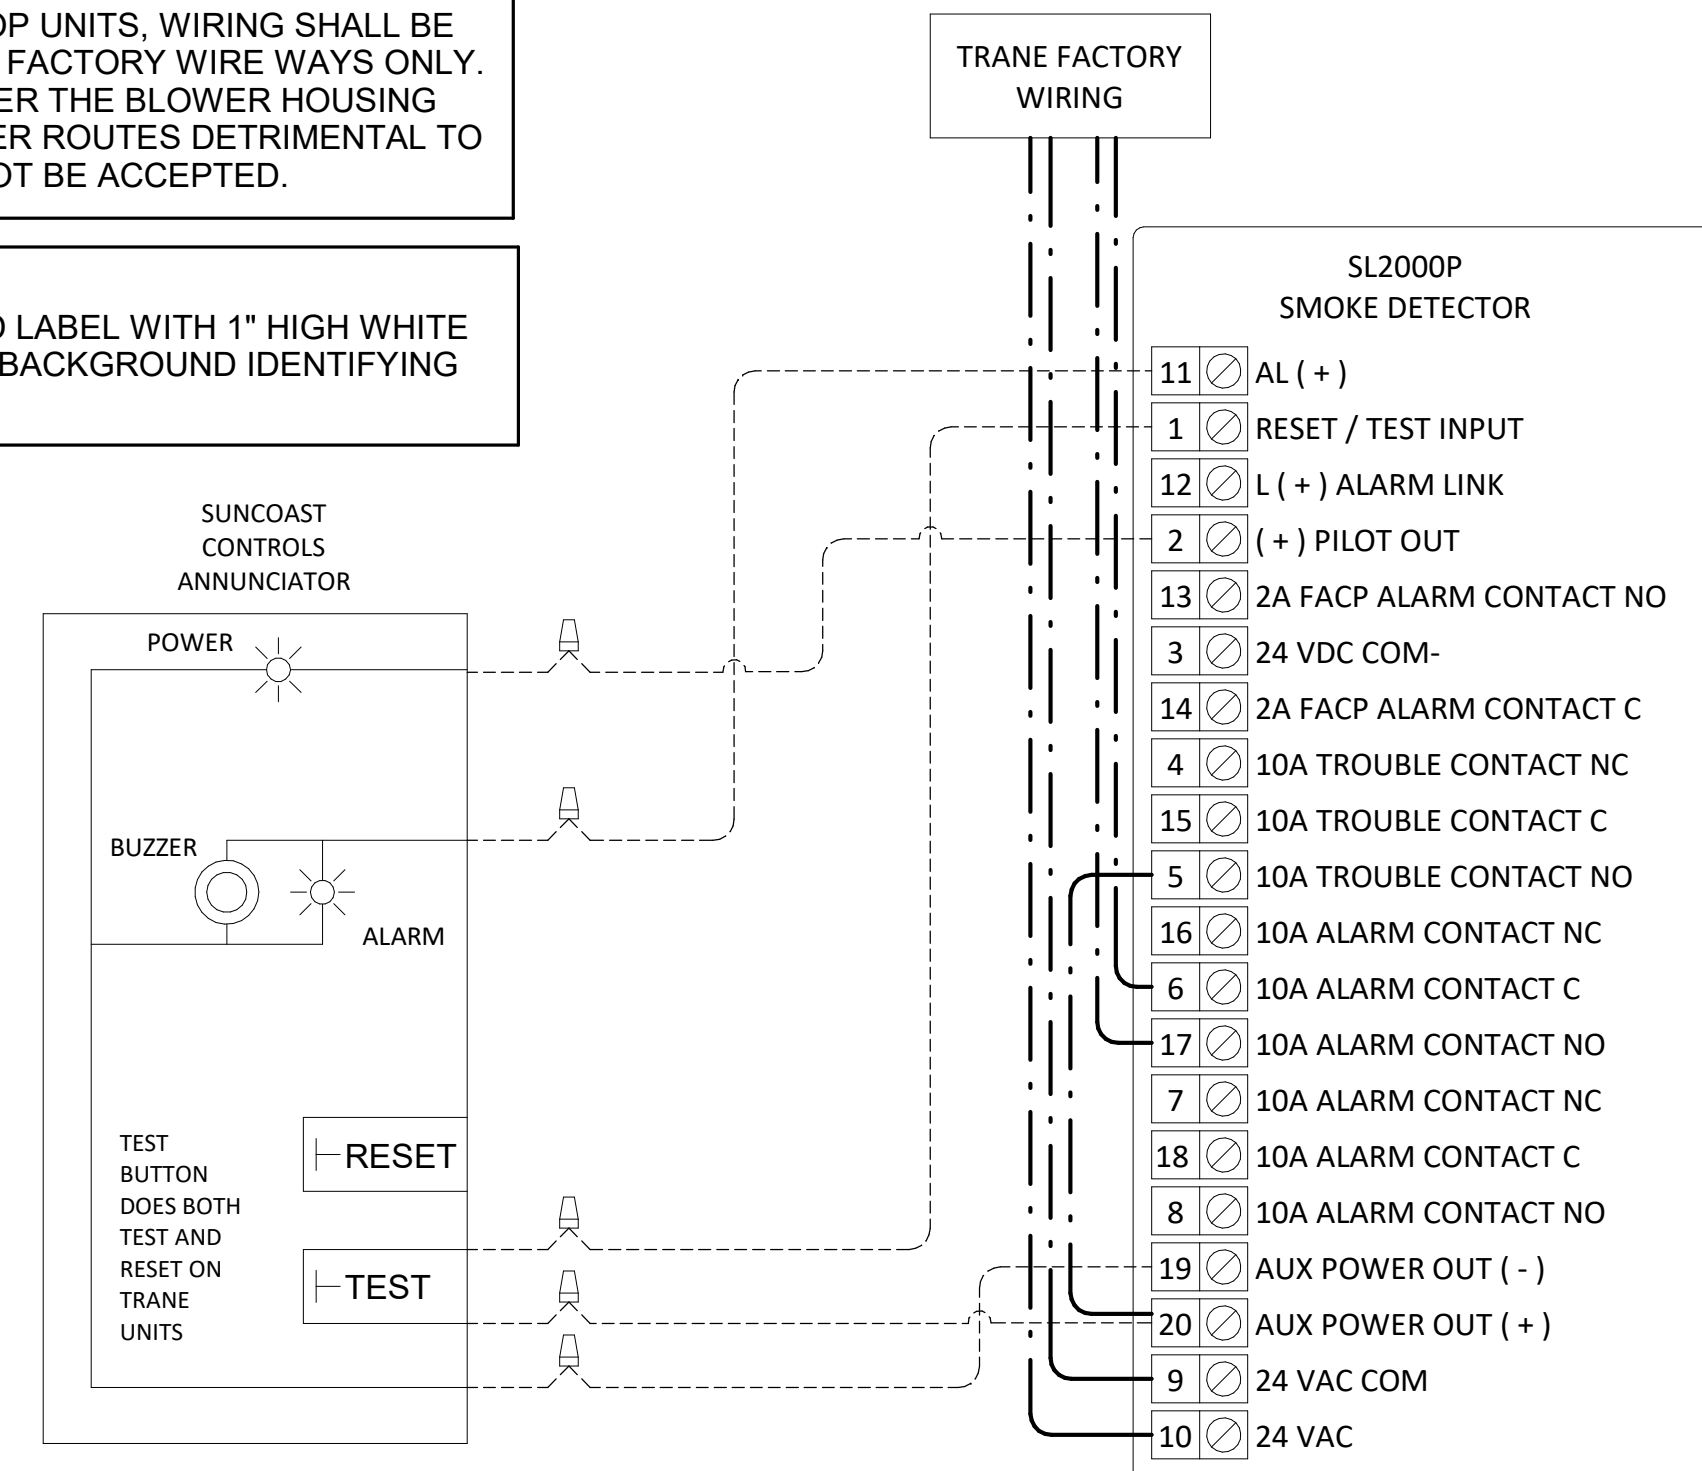 UNITS, WIRING SHALL BE
FACTORY WIRE WAYS ONLY.
THE BLOWER HOUSING
ROUTES DETRIMENTAL TO
BE ACCEPTED.
LABEL WITH 1" HIGH WHITE
BACKGROUND IDENTIFYING
TRANE FACTORY
WIRING
SL2000P
SMOKE DETECTOR
11 AL ( + )
1 RESET / TEST INPUT
12 L ( + ) ALARM LINK
2 ( + ) PILOT OUT
13 2A FACP ALARM CONTACT NO
3 24 VDC COM-
14 2A FACP ALARM CONTACT C
4 10A TROUBLE CONTACT NC
15 10A TROUBLE CONTACT C
5 10A TROUBLE CONTACT NO
16 10A ALARM CONTACT NC
6 10A ALARM CONTACT C
17 10A ALARM CONTACT NO
7 10A ALARM CONTACT NC
18 10A ALARM CONTACT C
8 10A ALARM CONTACT NO
19 AUX POWER OUT ( - )
20 AUX POWER OUT ( + )
9 24 VAC COM
10 24 VAC
SUNCOAST
CONTROLS
ANNUNCIATOR
POWER
BUZZER
ALARM
RESET
TEST
TEST
BUTTON
DOES BOTH
TEST AND
RESET ON
TRANE
UNITS